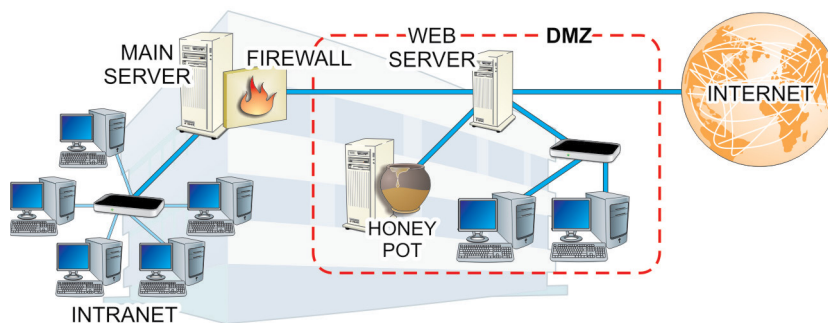 MAIN
SERVER
FIREWALL
WEB
SERVER
DMZ
INTERNET
HONEY
POT
INTRANET